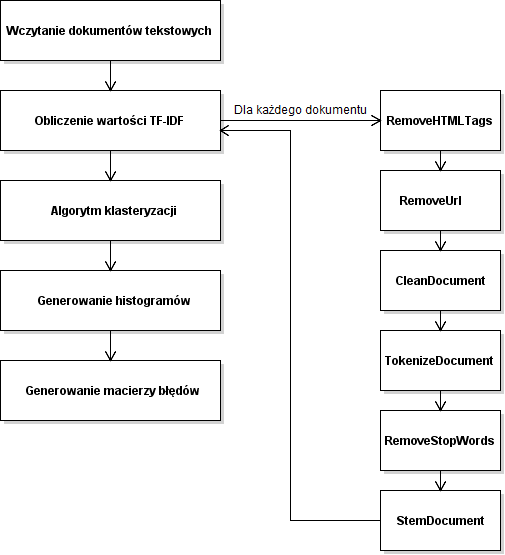 Wczytanie dokumentów tekstowych
Obliczenie wartości TF-IDF
Dla każdego dokumentu
RemoveHTMLTags
RemoveUrl
Algorytm klasteryzacji
CleanDocument
Generowanie histogramów
TokenizeDocument
Generowanie macierzy błędów
RemoveStopWords
StemDocument